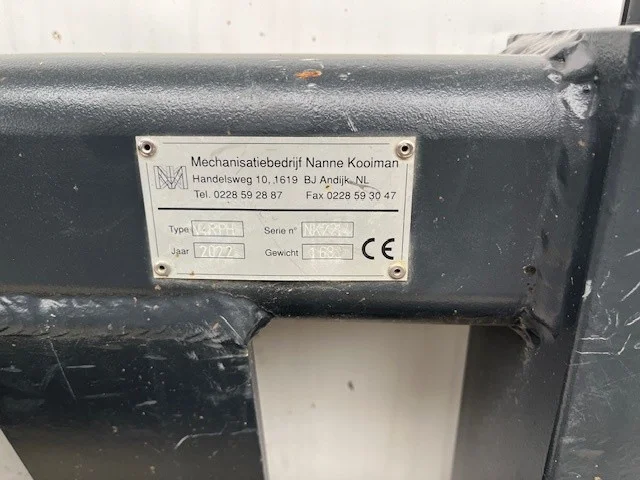 Mechanisatiebedrijf Nanne Kooiman
Handelsweg 10, 1619 BJ Andijk, NL
Tel. 0228 59 28 87 Fax 0228 59 30 47
Type Serie n°
Jaar 2022 Gewicht CE